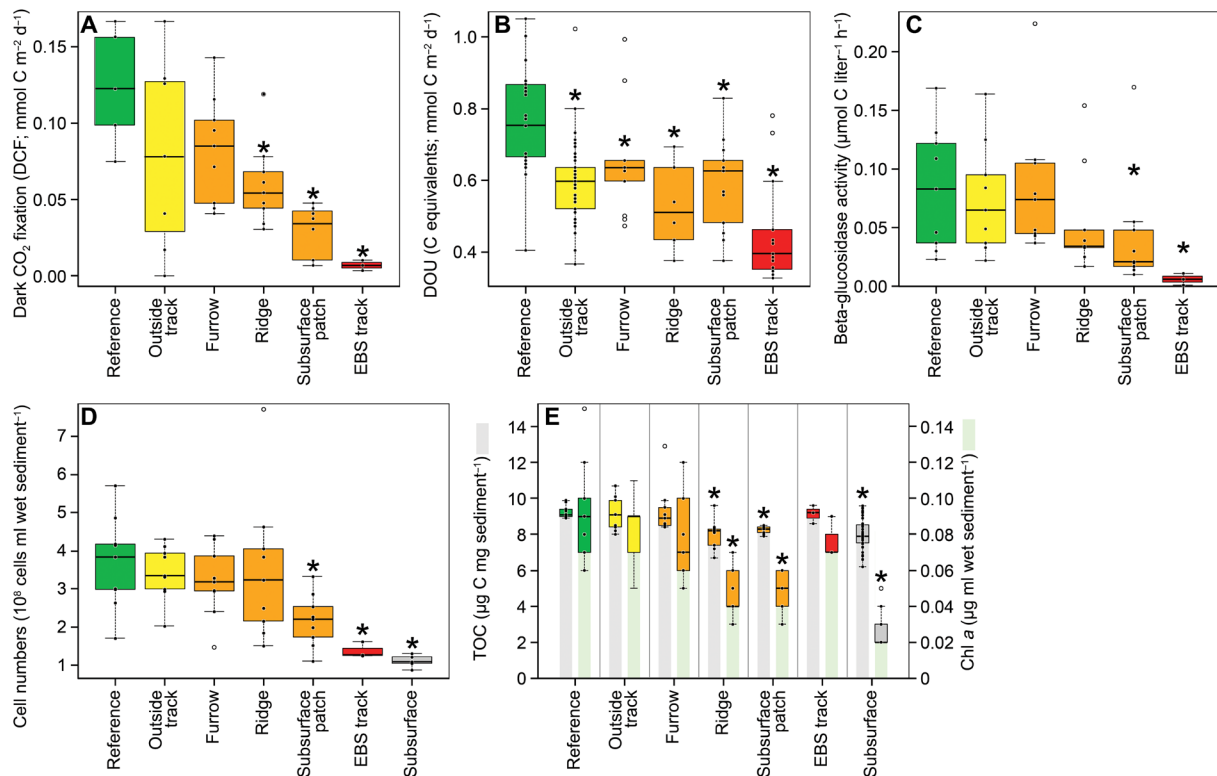 A
Dark CO₂ fixation (DCF; mmol C m⁻² d⁻¹)
0.15
0.10
0.05
0.00
*
*
*
Reference
Outside
track
Furrow
Ridge
Subsurface
patch
EBS track
B
DOU (C equivalents; mmol C m⁻² d⁻¹)
1.0
0.8
0.6
0.4
*
*
*
*
*
Reference
Outside
track
Furrow
Ridge
Subsurface
patch
EBS track
C
Beta-glucosidase activity (μmol C liter⁻¹ h⁻¹)
0.20
0.15
0.10
0.05
0.00
*
*
Reference
Outside
track
Furrow
Ridge
Subsurface
patch
EBS track
D
Cell numbers (10⁸ cells ml wet sediment⁻¹)
7
6
5
4
3
2
1
*
*
*
Reference
Outside
track
Furrow
Ridge
Subsurface
patch
EBS track
Subsurface
E
TOC (μg C mg sediment⁻¹)
14
12
10
8
6
4
2
0
*
*
*
*
*
*
0.14
0.12
0.10
0.08
0.06
0.04
0.02
0
Chl a (μg ml wet sediment⁻¹)
Reference
Outside
track
Furrow
Ridge
Subsurface
patch
EBS track
Subsurface